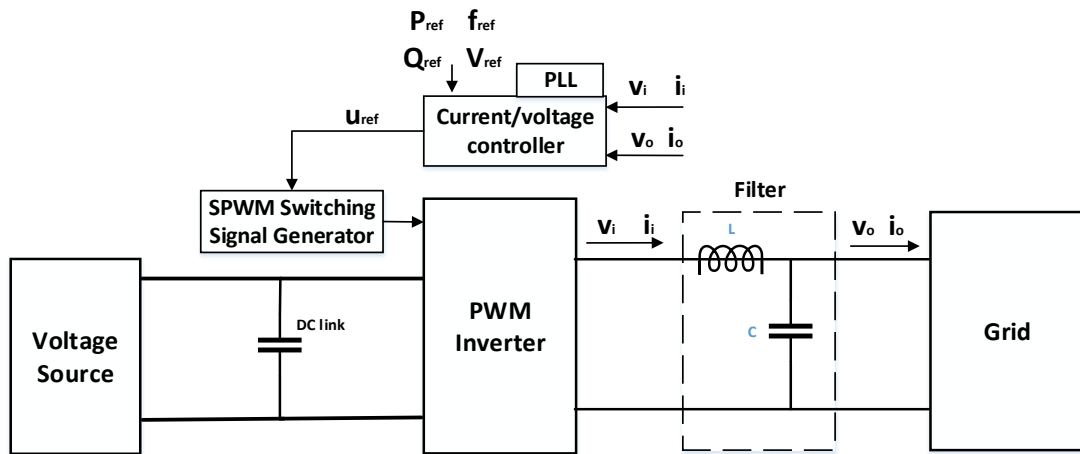 Pref fref
Qref Vref
PLL
vi ii
Current/voltage
controller
uref
vo io
SPWM Switching
Signal Generator
Filter
vi ii
L
vo io
DC link
PWM
Inverter
C
Voltage
Source
Grid